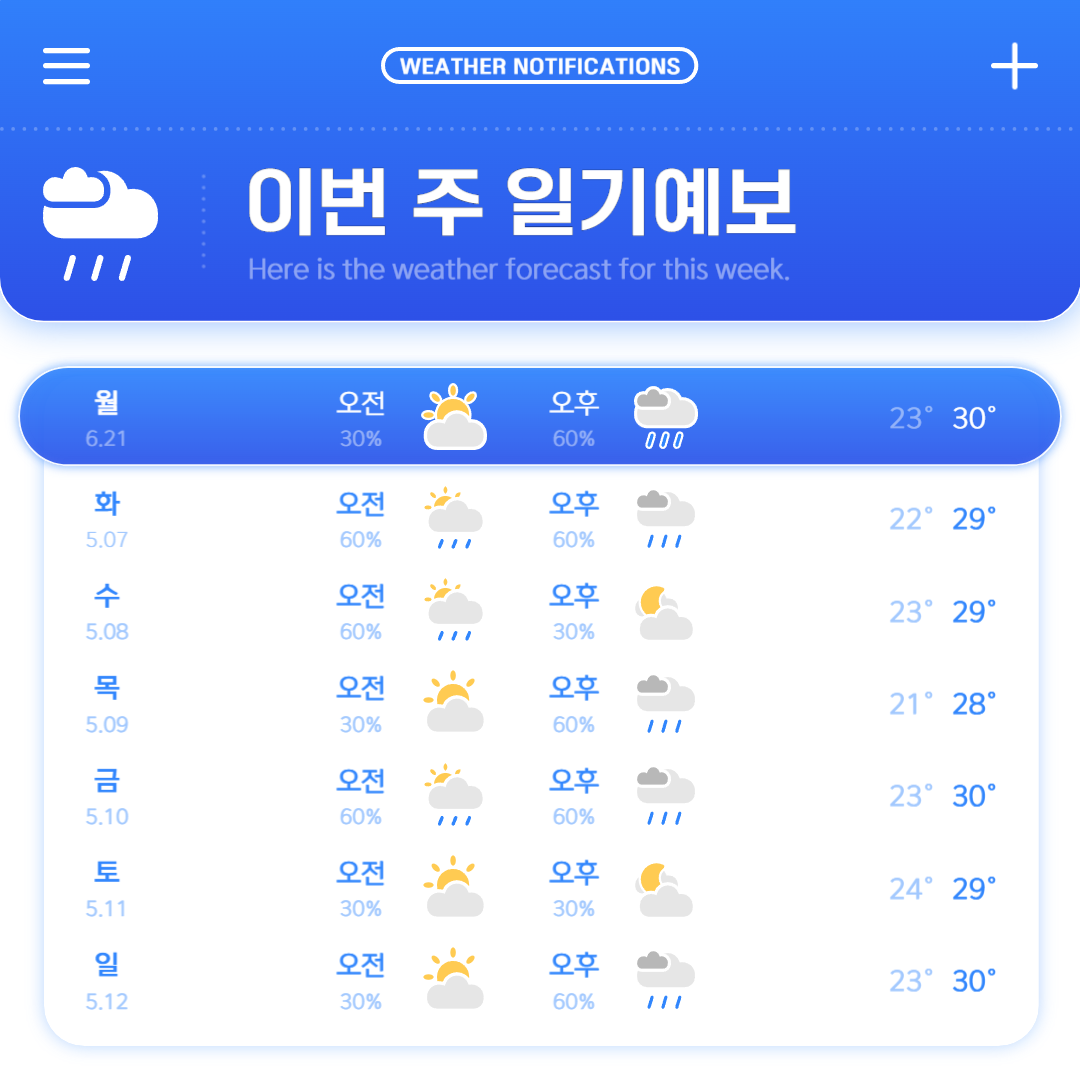 WEATHER NOTIFICATIONS
이번 주 일기예보
Here is the weather forecast for this week.
월 오전 오후 23° 30°
6.21 30% 60%
화 오전 오후 22° 29°
5.07 60% 60%
수 오전 오후 23° 29°
5.08 60% 30%
목 오전 오후 21° 28°
5.09 30% 60%
금 오전 오후 23° 30°
5.10 60% 60%
토 오전 오후 24° 29°
5.11 30% 30%
일 오전 오후 23° 30°
5.12 30% 60%